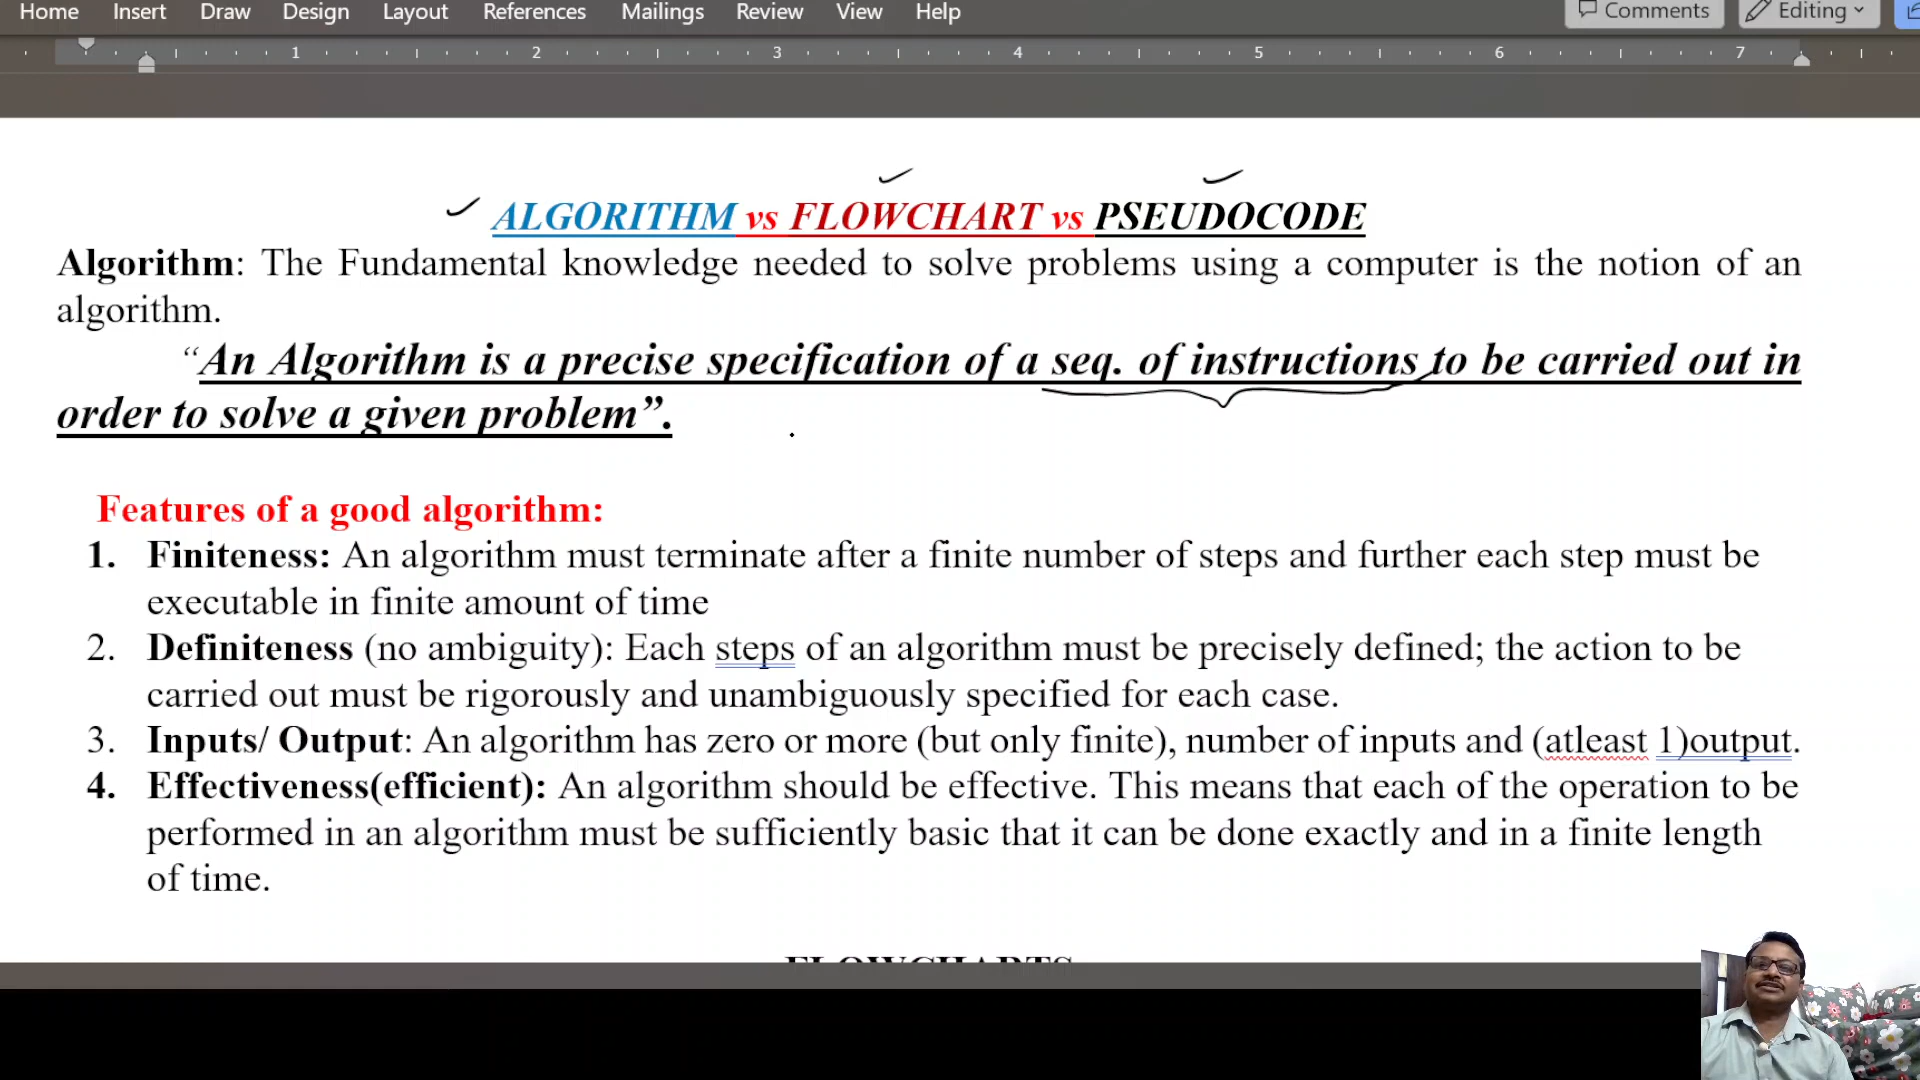 Home Insert Draw Design Layout References Mailings Review View Help Comments Editing
1 2 3 4 5 6 7
ALGORITHM vs FLOWCHART vs PSEUDOCODE
Algorithm: The Fundamental knowledge needed to solve problems using a computer is the notion of an
algorithm.
“An Algorithm is a precise specification of a seq. of instructions to be carried out in
order to solve a given problem”.
Features of a good algorithm:
1. Finiteness: An algorithm must terminate after a finite number of steps and further each step must be
executable in finite amount of time
2. Definiteness (no ambiguity): Each steps of an algorithm must be precisely defined; the action to be
carried out must be rigorously and unambiguously specified for each case.
3. Inputs/ Output: An algorithm has zero or more (but only finite), number of inputs and (atleast 1)output.
4. Effectiveness(efficient): An algorithm should be effective. This means that each of the operation to be
performed in an algorithm must be sufficiently basic that it can be done exactly and in a finite length
of time.
FLOWCHARTS